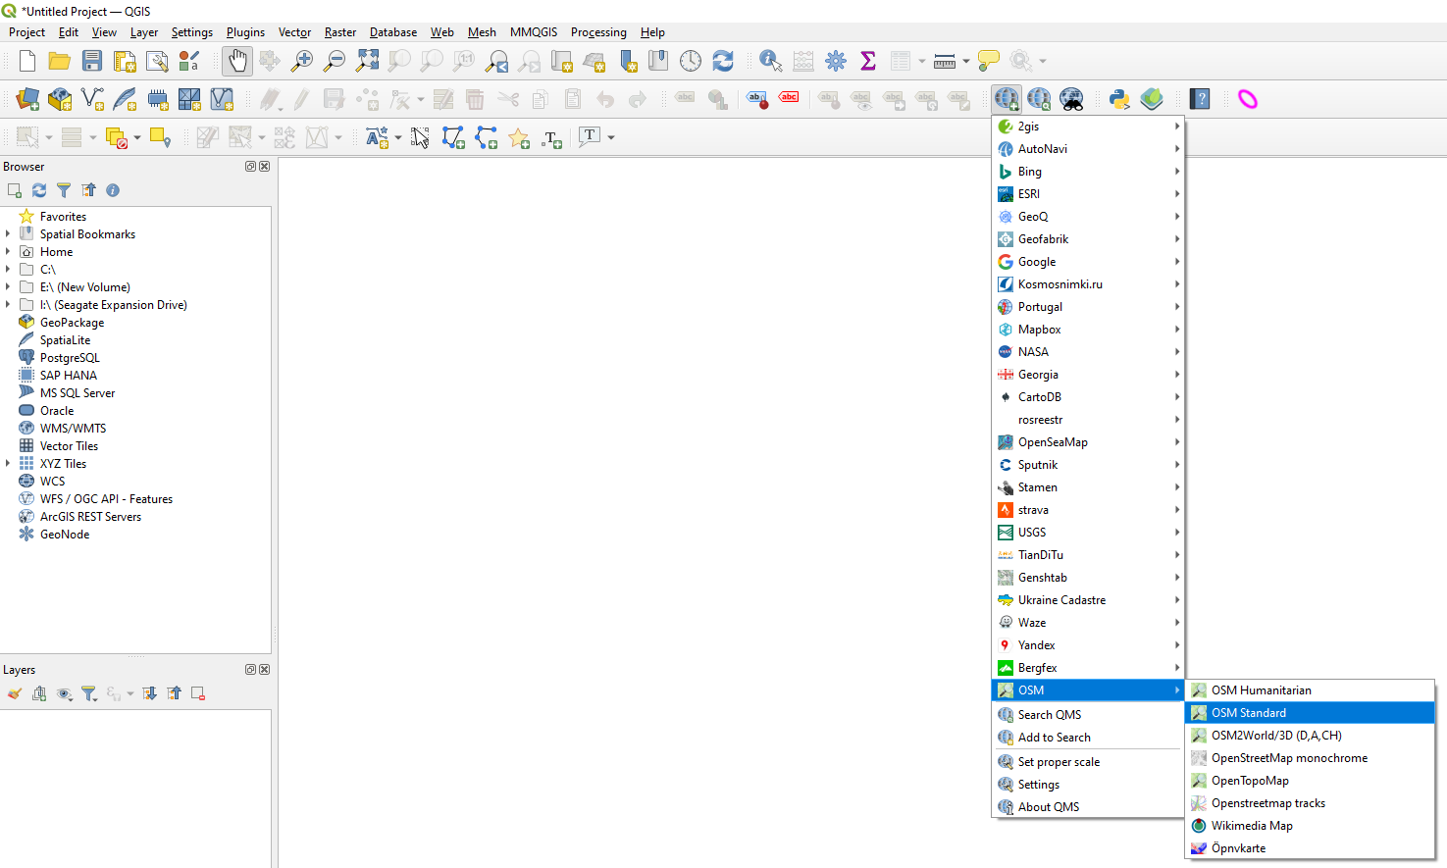 *Untitled Project — QGIS
Project Edit View Layer Settings Plugins Vector Raster Database Web Mesh MMQGIS Processing Help
Browser
Favorites
Spatial Bookmarks
Home
C:\
E:\ (New Volume)
I:\ (Seagate Expansion Drive)
GeoPackage
SpatiaLite
PostgreSQL
SAP HANA
MS SQL Server
Oracle
WMS/WMTS
Vector Tiles
XYZ Tiles
WCS
WFS / OGC API - Features
ArcGIS REST Servers
GeoNode
Layers
2gis
AutoNavi
Bing
ESRI
GeoQ
Geofabrik
Google
Kosmosnimki.ru
Portugal
Mapbox
NASA
Georgia
CartoDB
rosreestr
OpenSeaMap
Sputnik
Stamen
strava
USGS
TianDiTu
Genshtab
Ukraine Cadastre
Waze
Yandex
Bergfex
OSM
Search QMS
Add to Search
Set proper scale
Settings
About QMS
OSM Humanitarian
OSM Standard
OSM2World/3D (D,A,CH)
OpenStreetMap monochrome
OpenTopoMap
Openstreetmap tracks
Wikimedia Map
Öpnvkarte